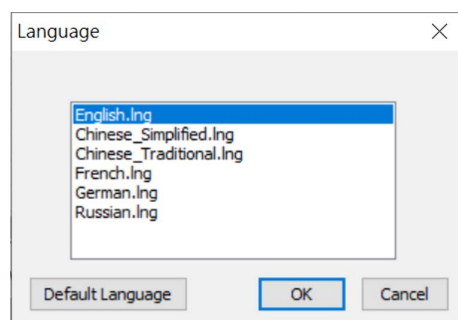 Language
English.lng
Chinese_Simplified.lng
Chinese_Traditional.lng
French.lng
German.lng
Russian.lng
Default Language OK Cancel